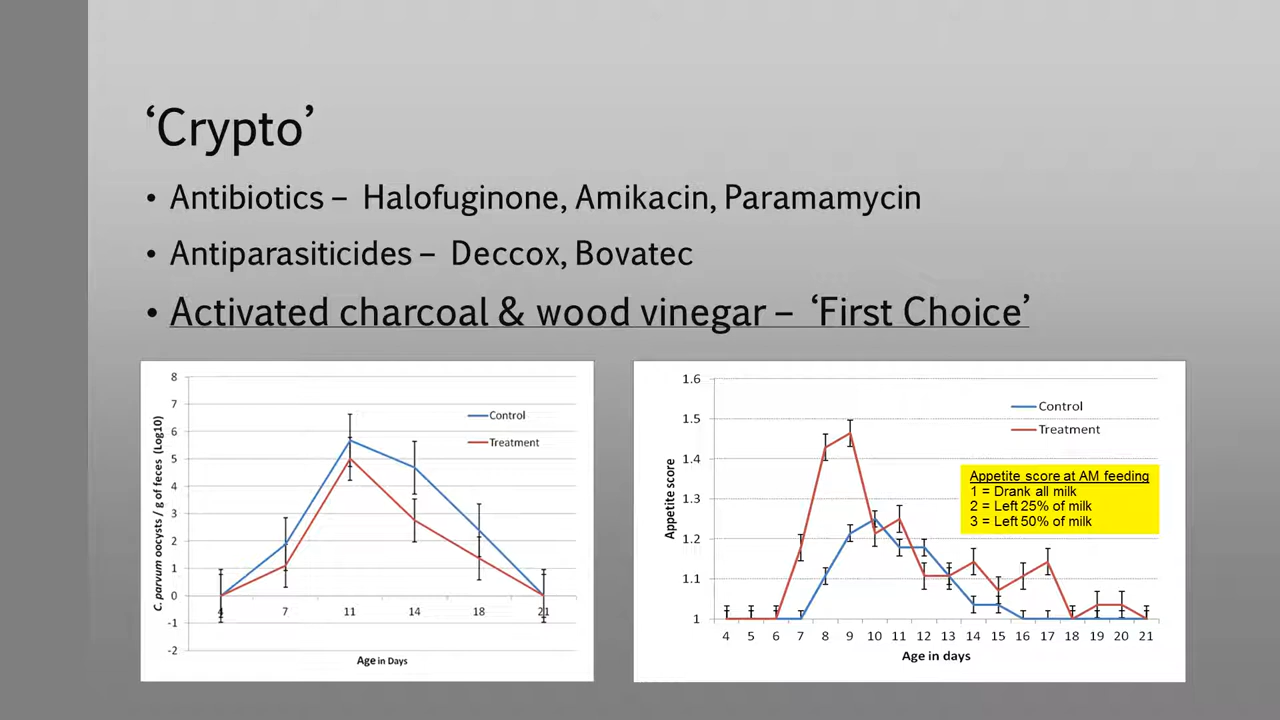 ‘Crypto’
• Antibiotics – Halofuginone, Amikacin, Paramamycin
• Antiparasiticides – Deccox, Bovatec
• Activated charcoal & wood vinegar – ‘First Choice’
8
7
6
5
4
3
2
1
0
-1
-2
C. parvum oocysts / g of feces (Log10)
Control
Treatment
4 7 11 14 18 21
Age in Days
1.6
1.5
1.4
1.3
1.2
1.1
1
Appetite score
Control
Treatment
Appetite score at AM feeding
1 = Drank all milk
2 = Left 25% of milk
3 = Left 50% of milk
4 5 6 7 8 9 10 11 12 13 14 15 16 17 18 19 20 21
Age in days